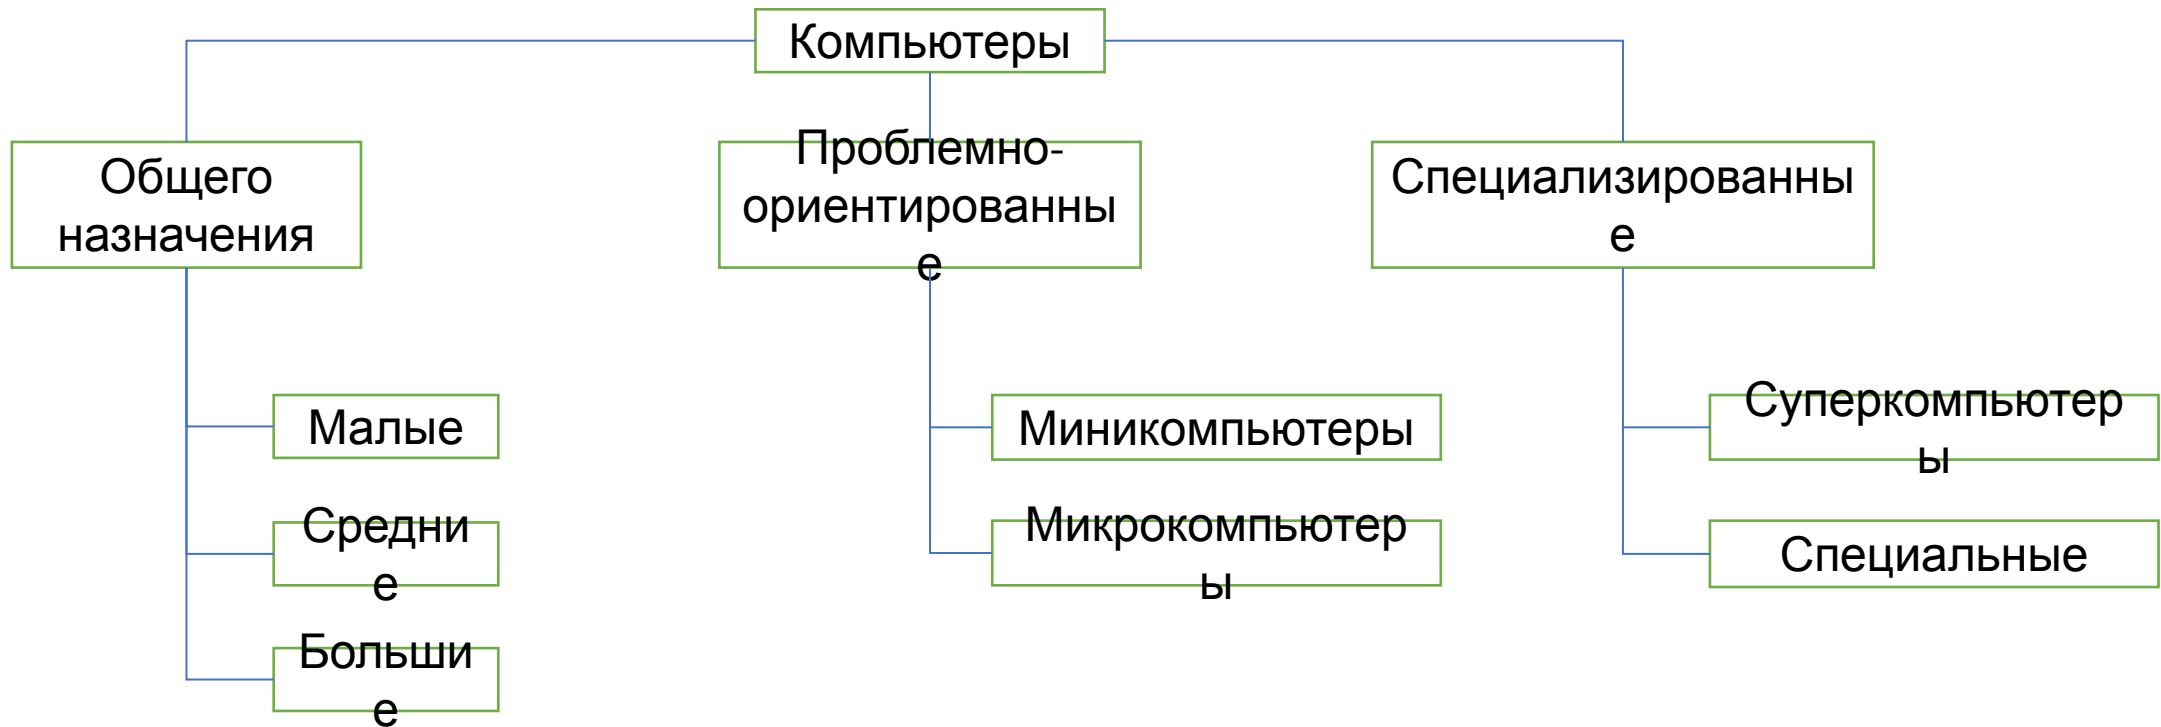 Компьютеры
Общего
назначения
Проблемно-
ориентированны
е
Специализированны
е
Малые
Средни
е
Больши
е
Миникомпьютеры
Микрокомпьютер
ы
Суперкомпьютер
ы
Специальные